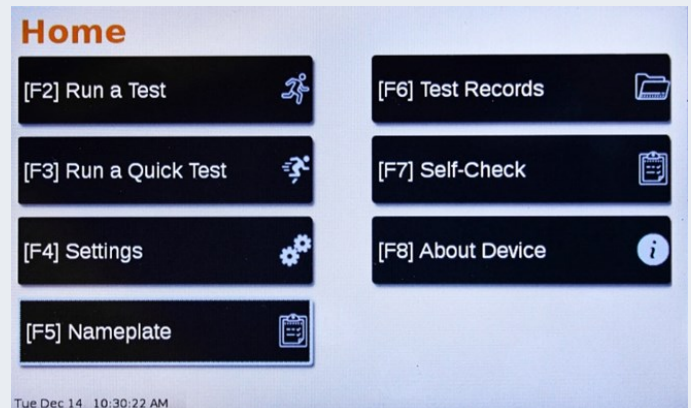 Home
[F2] Run a Test
[F3] Run a Quick Test
[F4] Settings
[F5] Nameplate
[F6] Test Records
[F7] Self-Check
[F8] About Device
Tue Dec 14 10:30:22 AM